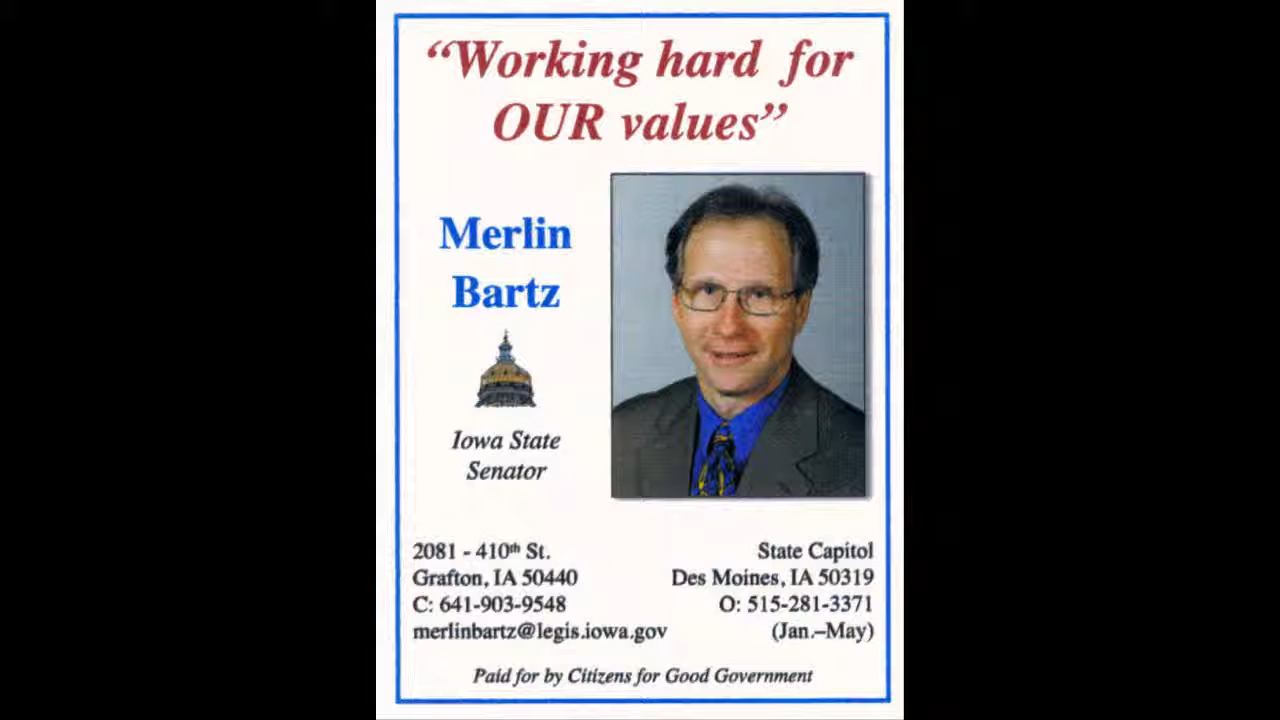 “Working hard for
OUR values”
Merlin
Bartz
Iowa State
Senator
2081 - 410th St.
Grafton, IA 50440
C: 641-903-9548
merlinbartz@legis.iowa.gov
State Capitol
Des Moines, IA 50319
O: 515-281-3371
(Jan.–May)
Paid for by Citizens for Good Government